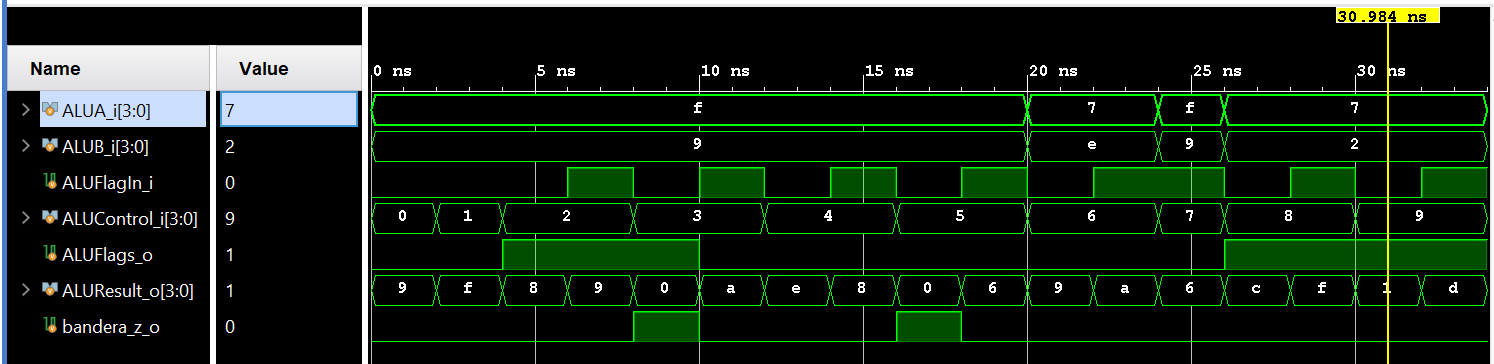 30.984 ns
Name Value 0 ns 5 ns 10 ns 15 ns 20 ns 25 ns 30 ns
ALUA_i[3:0] 7 f 7 f 7
ALUB_i[3:0] 2 9 e 9 2
ALUFlagIn_i 0
ALUControl_i[3:0] 9 0 1 2 3 4 5 6 7 8 9
ALUFlags_o 1
ALUResult_o[3:0] 1 9 f 8 9 0 a e 8 0 6 9 a 6 c f 1 d
bandera_z_o 0